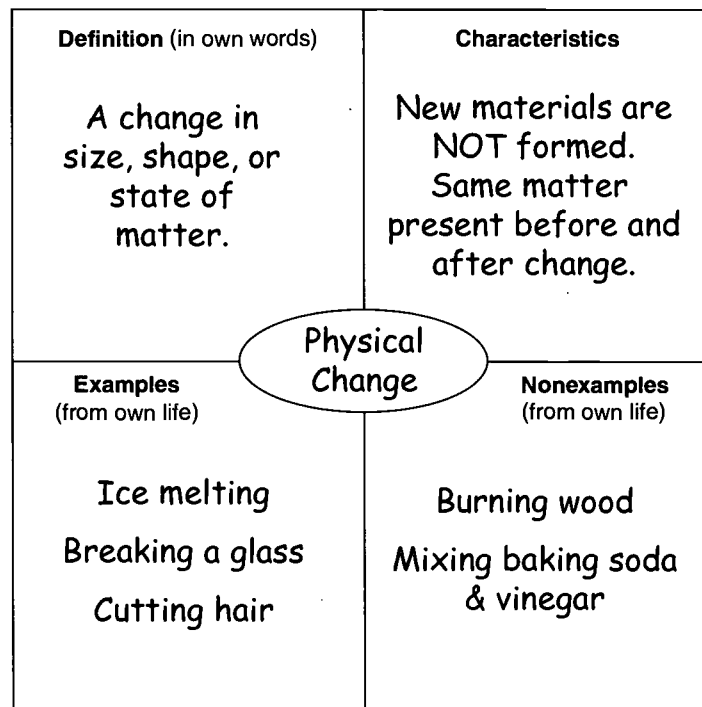 Definition (in own words)
A change in
size, shape, or
state of
matter.
Characteristics
New materials are
NOT formed.
Same matter
present before and
after change.
Physical
Change
Examples
(from own life)
Ice melting
Breaking a glass
Cutting hair
Nonexamples
(from own life)
Burning wood
Mixing baking soda
& vinegar